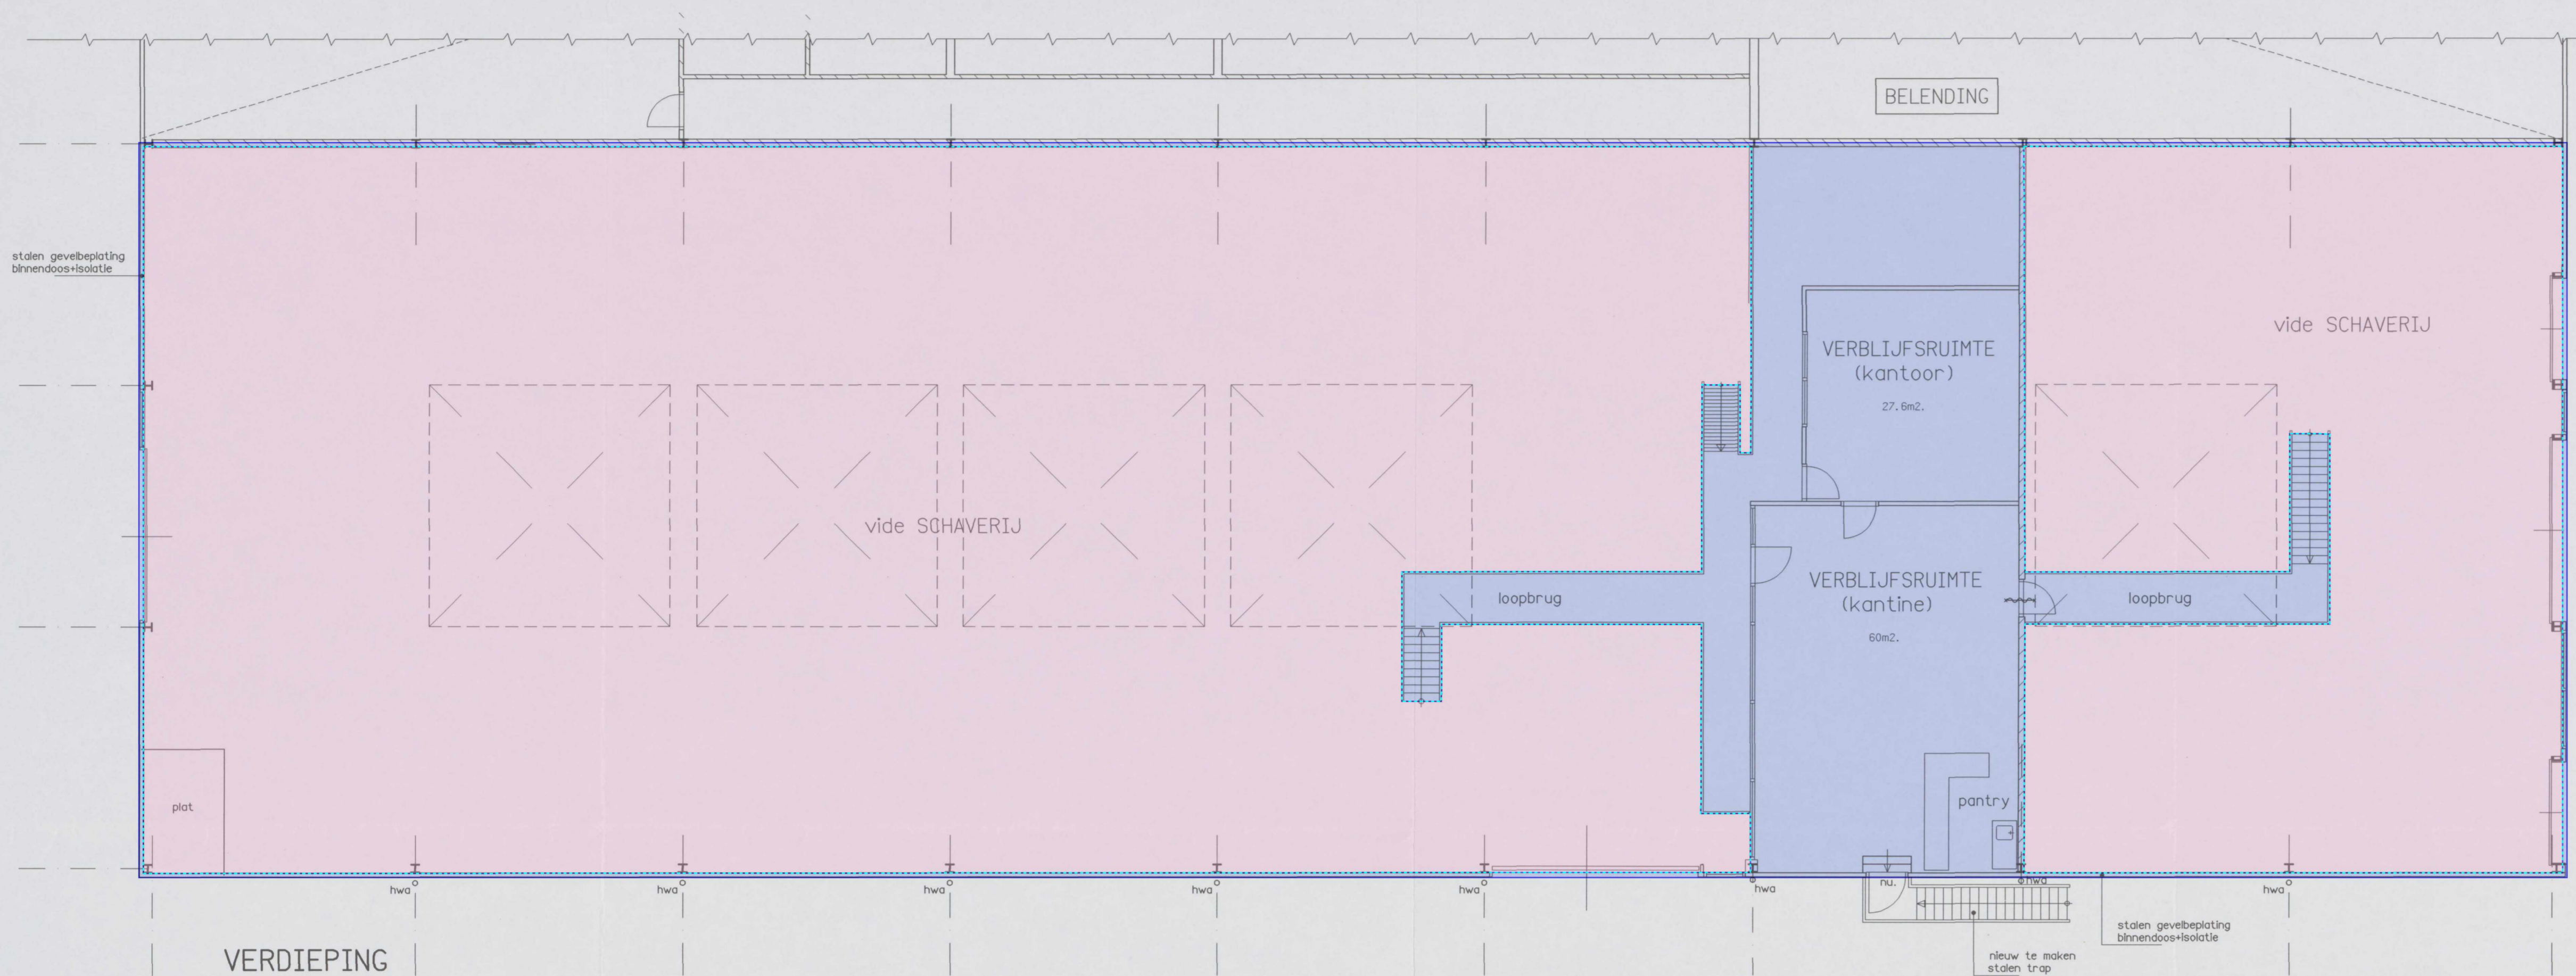 BELENDING
stalen gevelbeplating
binnendoos+isolatie
vide SCHAVERIJ
VERBLIJFSRUIMTE
(kantoor)
27.6m2.
vide SCHAVERIJ
VERBLIJFSRUIMTE
(kantine)
60m2.
loopbrug
loopbrug
plat
pantry
hwa
hwa
hwa
hwa
hwa
hwa
nu.
hwa
hwa
stalen gevelbeplating
binnendoos+isolatie
VERDIEPING
nieuw te maken
stalen trap